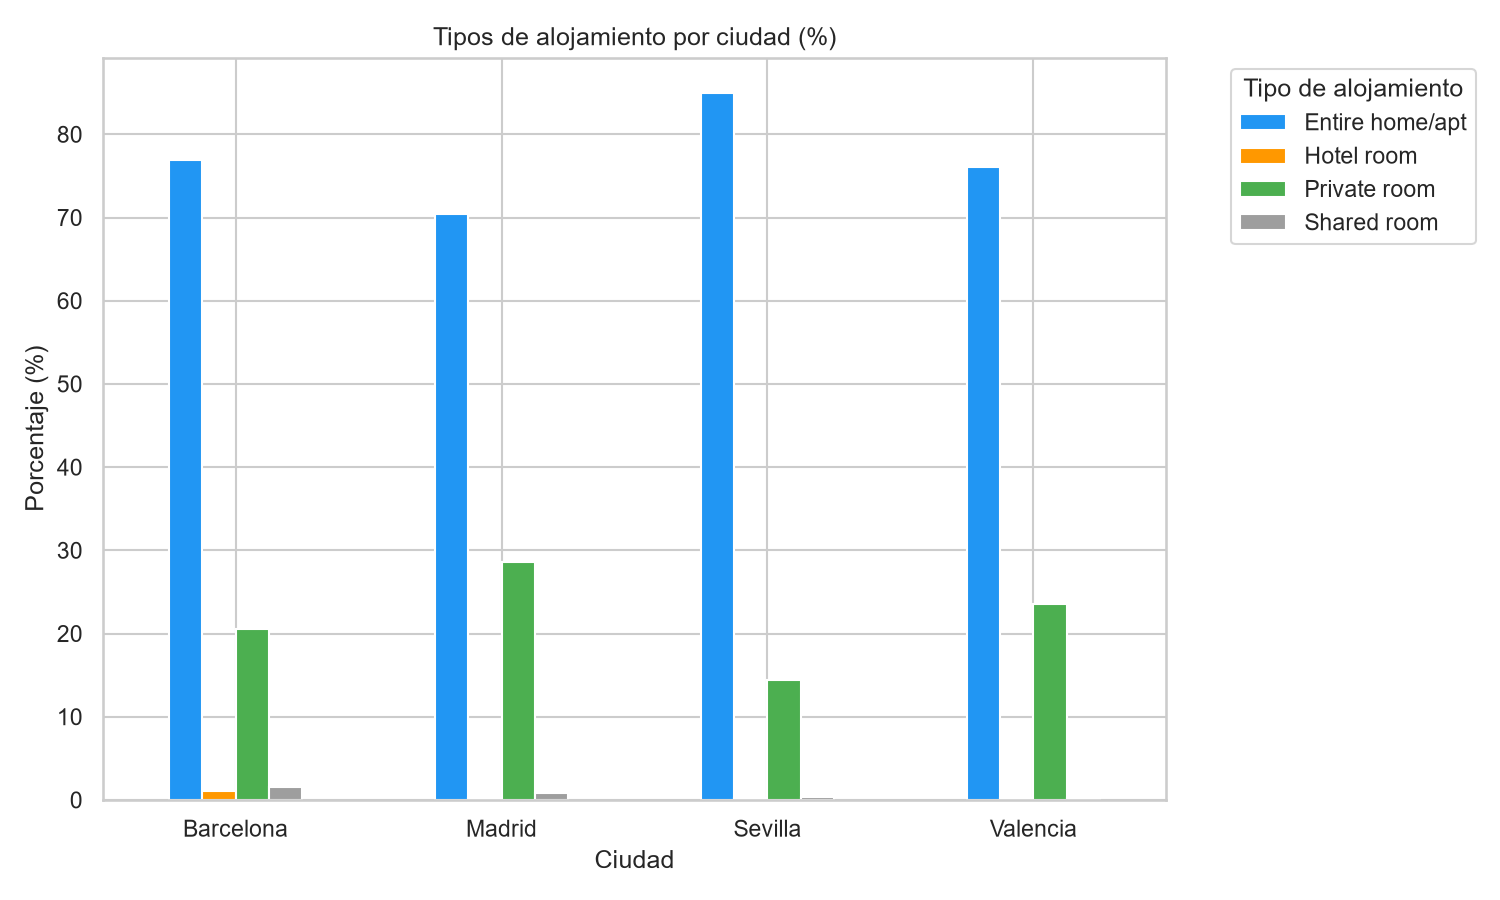 Tipos de alojamiento por ciudad (%)
Tipo de alojamiento
Entire home/apt
Hotel room
Private room
Shared room
Porcentaje (%)
80
70
60
50
40
30
20
10
0
Barcelona Madrid Sevilla Valencia
Ciudad